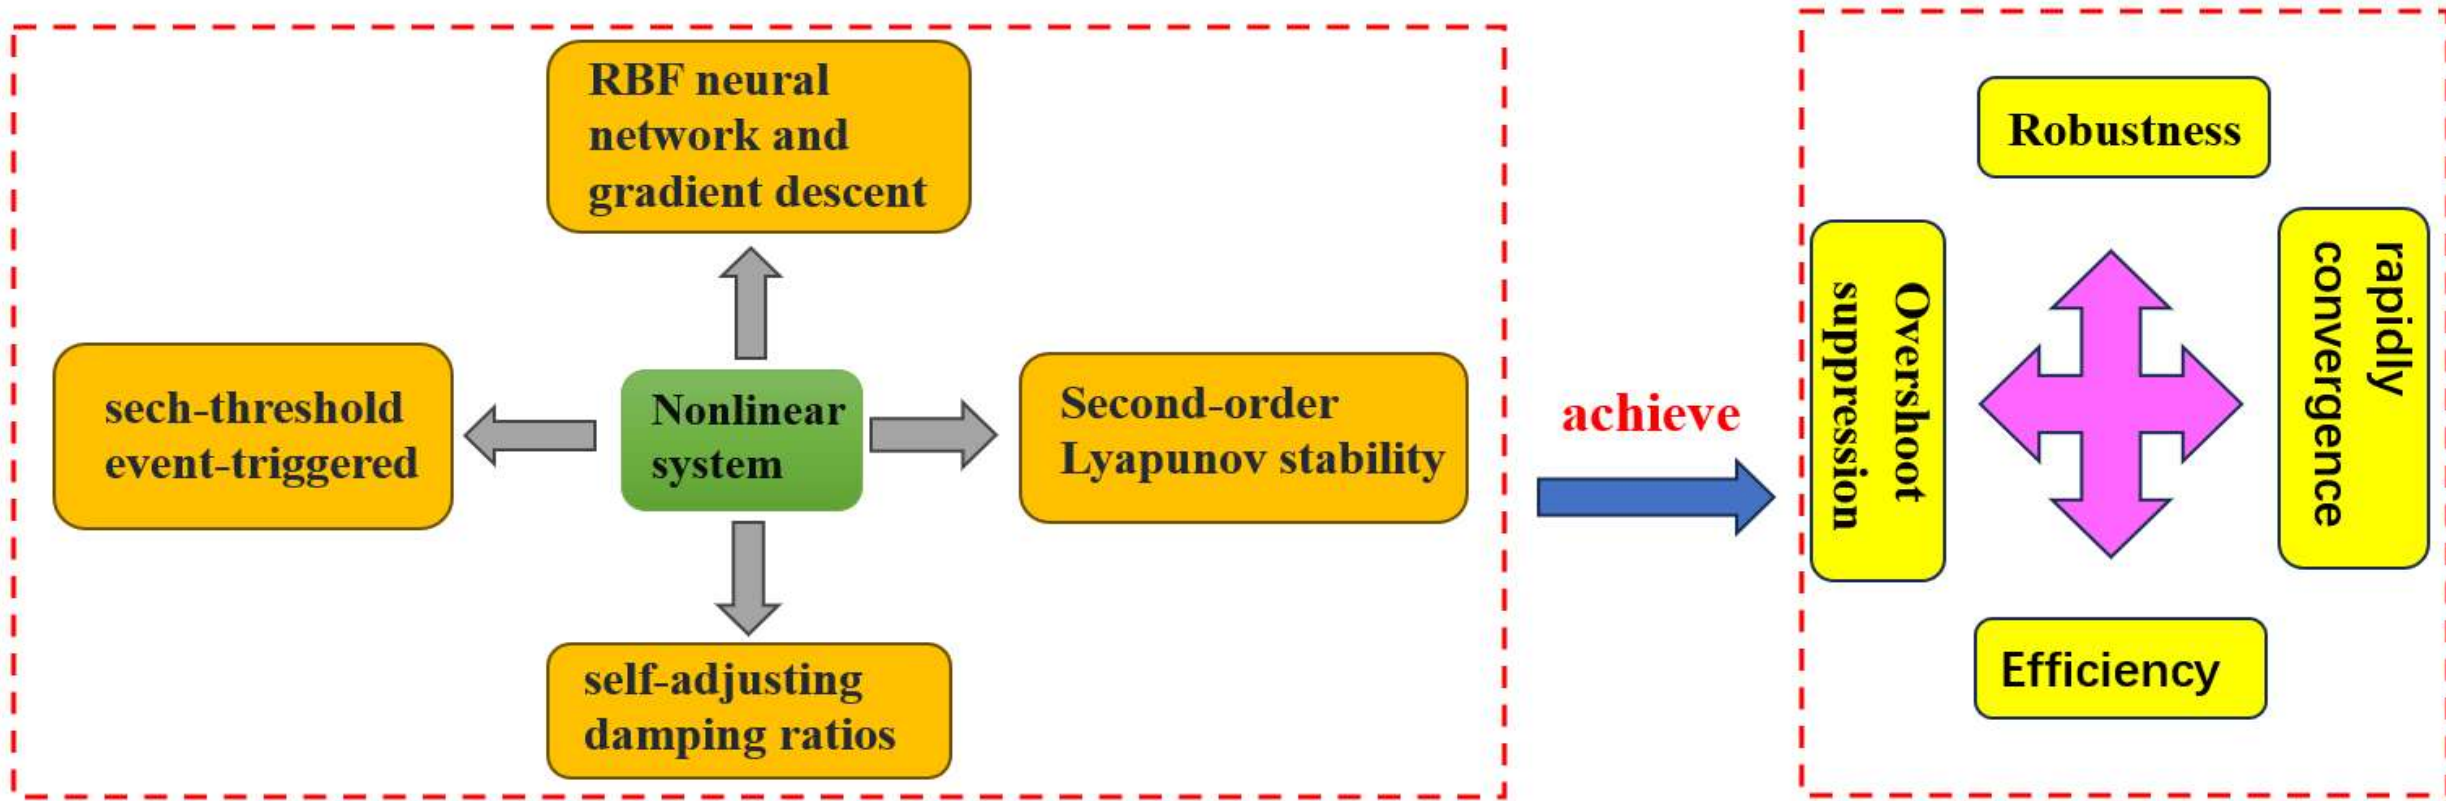 RBF neural
network and
gradient descent
sech-threshold
event-triggered
Nonlinear
system
Second-order
Lyapunov stability
self-adjusting
damping ratios
achieve
Robustness
Overshoot
suppression
rapidly
convergence
Efficiency